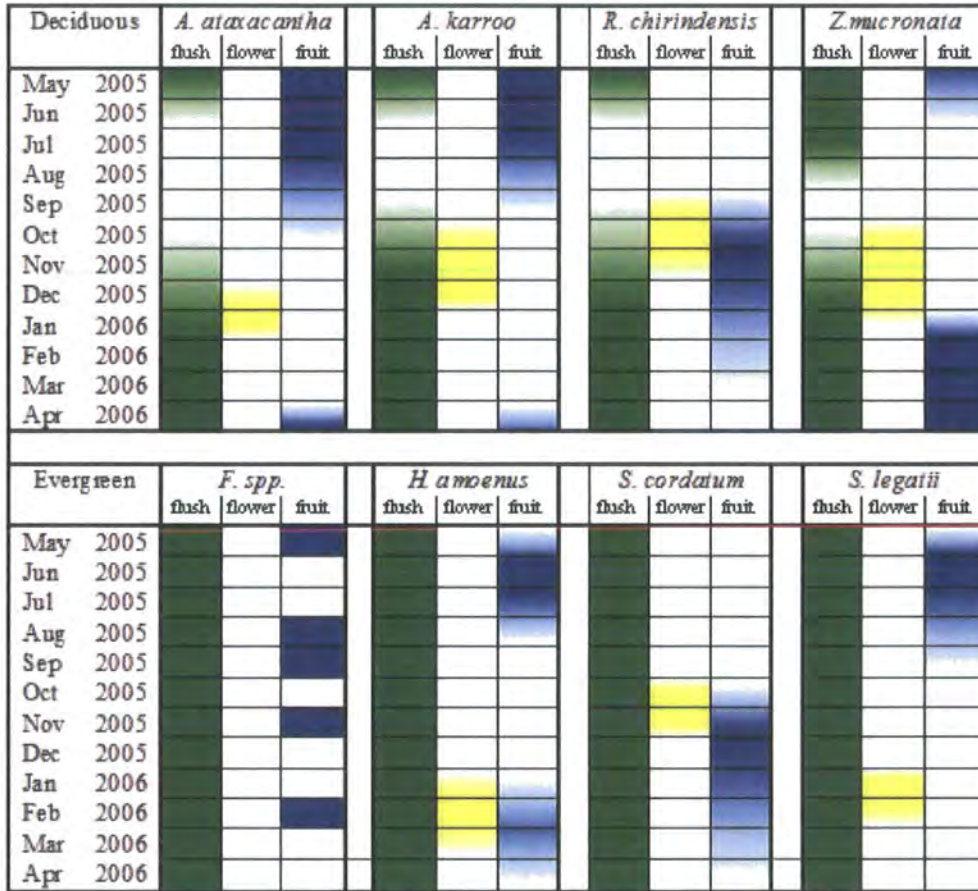 Deciduous A. ataxacantha A. karroo R. chirindensis Z.mucronata
flush flower fruit flush flower fruit flush flower fruit flush flower fruit
May 2005
Jun 2005
Jul 2005
Aug 2005
Sep 2005
Oct 2005
Nov 2005
Dec 2005
Jan 2006
Feb 2006
Mar 2006
Apr 2006
Evergreen F. spp. H. amoenus S. cordatum S. legatii
flush flower fruit flush flower fruit flush flower fruit flush flower fruit
May 2005
Jun 2005
Jul 2005
Aug 2005
Sep 2005
Oct 2005
Nov 2005
Dec 2005
Jan 2006
Feb 2006
Mar 2006
Apr 2006